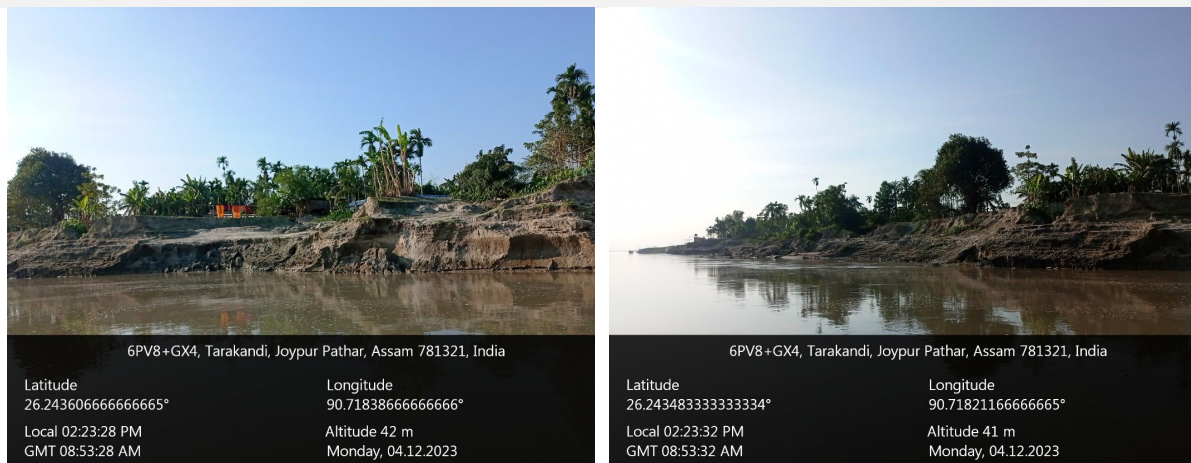 6PV8+GX4, Tarakandi, Joypur Pathar, Assam 781321, India
Latitude
26.243606666666665°
Longitude
90.71838666666666°
Local 02:23:28 PM
GMT 08:53:28 AM
Altitude 42 m
Monday, 04.12.2023
6PV8+GX4, Tarakandi, Joypur Pathar, Assam 781321, India
Latitude
26.243483333333334°
Longitude
90.71821166666665°
Local 02:23:32 PM
GMT 08:53:32 AM
Altitude 41 m
Monday, 04.12.2023